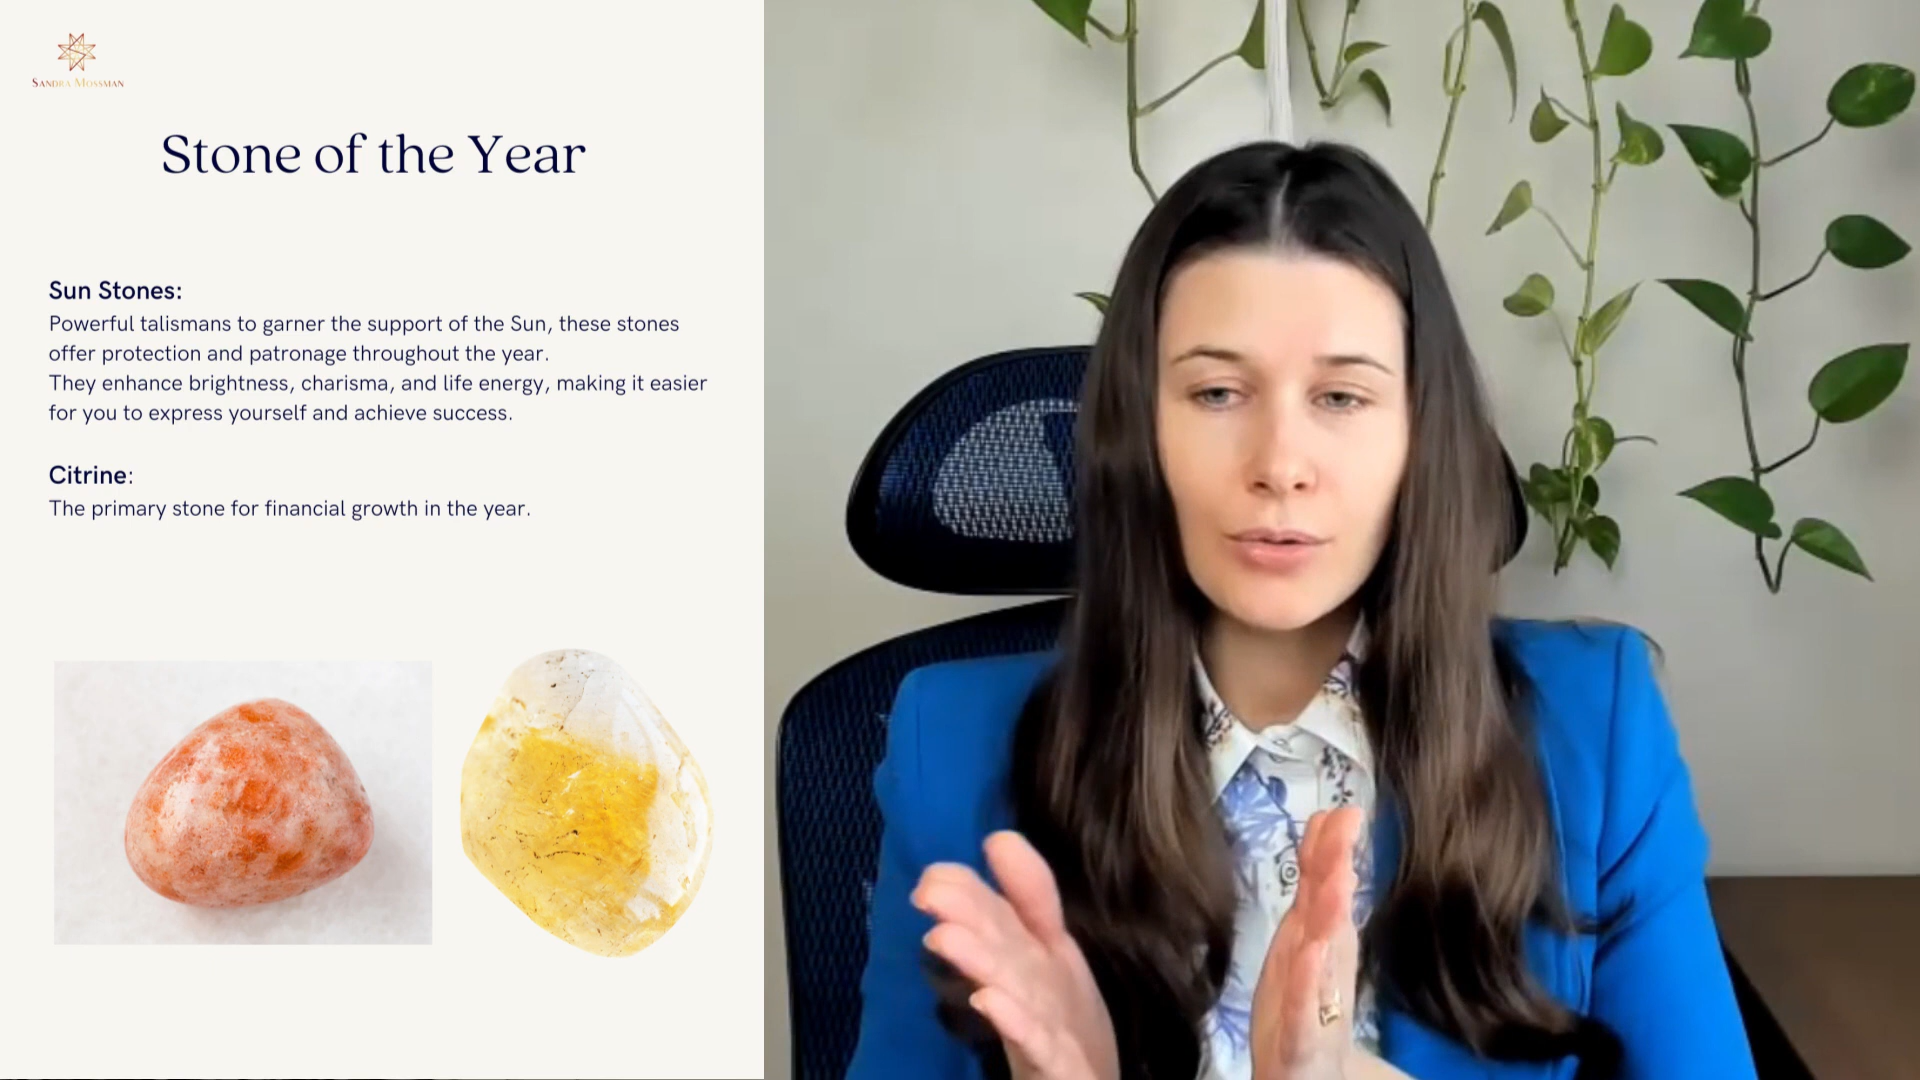 SANDRA MOSSMAN
Stone of the Year
Sun Stones:
Powerful talismans to garner the support of the Sun, these stones
offer protection and patronage throughout the year.
They enhance brightness, charisma, and life energy, making it easier
for you to express yourself and achieve success.
Citrine:
The primary stone for financial growth in the year.